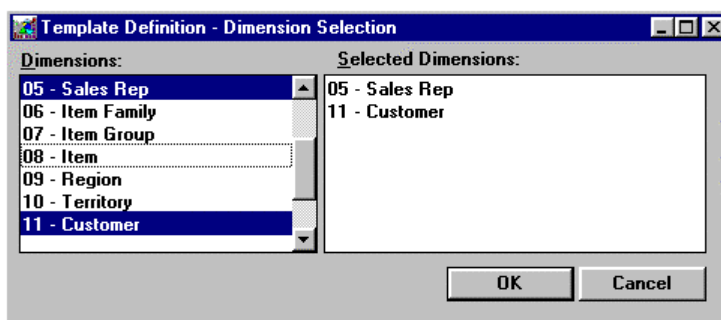 Template Definition - Dimension Selection
Dimensions:
05 - Sales Rep
06 - Item Family
07 - Item Group
08 - Item
09 - Region
10 - Territory
11 - Customer
Selected Dimensions:
05 - Sales Rep
11 - Customer
OK
Cancel